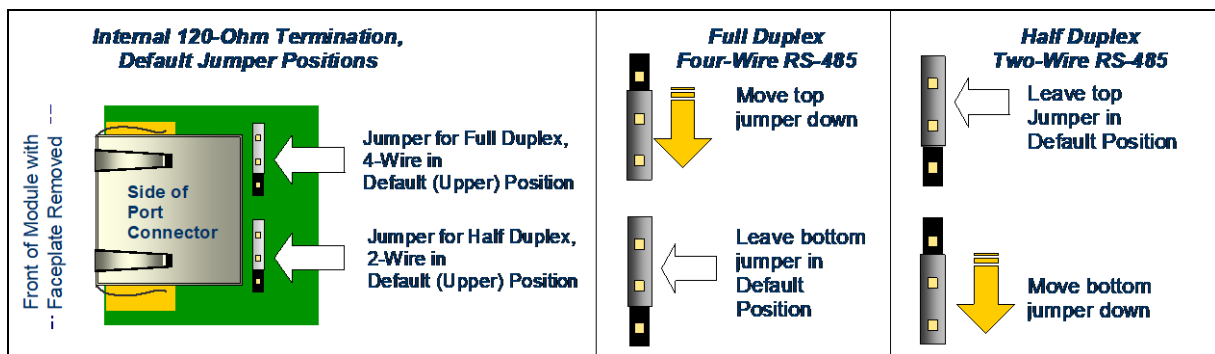 Internal 120-Ohm Termination,
Default Jumper Positions
Front of Module with
--- Faceplate Removed ---
Side of
Port
Connector
Jumper for Full Duplex,
4-Wire in
Default (Upper) Position
Jumper for Half Duplex,
2-Wire in
Default (Upper) Position
Full Duplex
Four-Wire RS-485
Move top
jumper down
Leave bottom
jumper in
Default
Position
Half Duplex
Two-Wire RS-485
Leave top
Jumper in
Default Position
Move bottom
jumper down